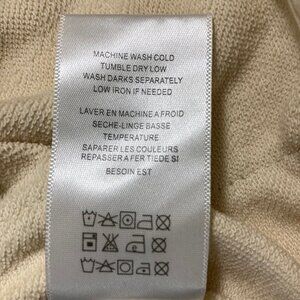 MACHINE WASH COLD
TUMBLE DRY LOW
WASH DARKS SEPARATELY
LOW IRON IF NEEDED
LAVER EN MACHINE A FROID
SECHE-LINGE BASSE
TEMPERATURE
SAPARER LES COULEURS
REPASSER A FER TIEDE SI
BESOIN EST